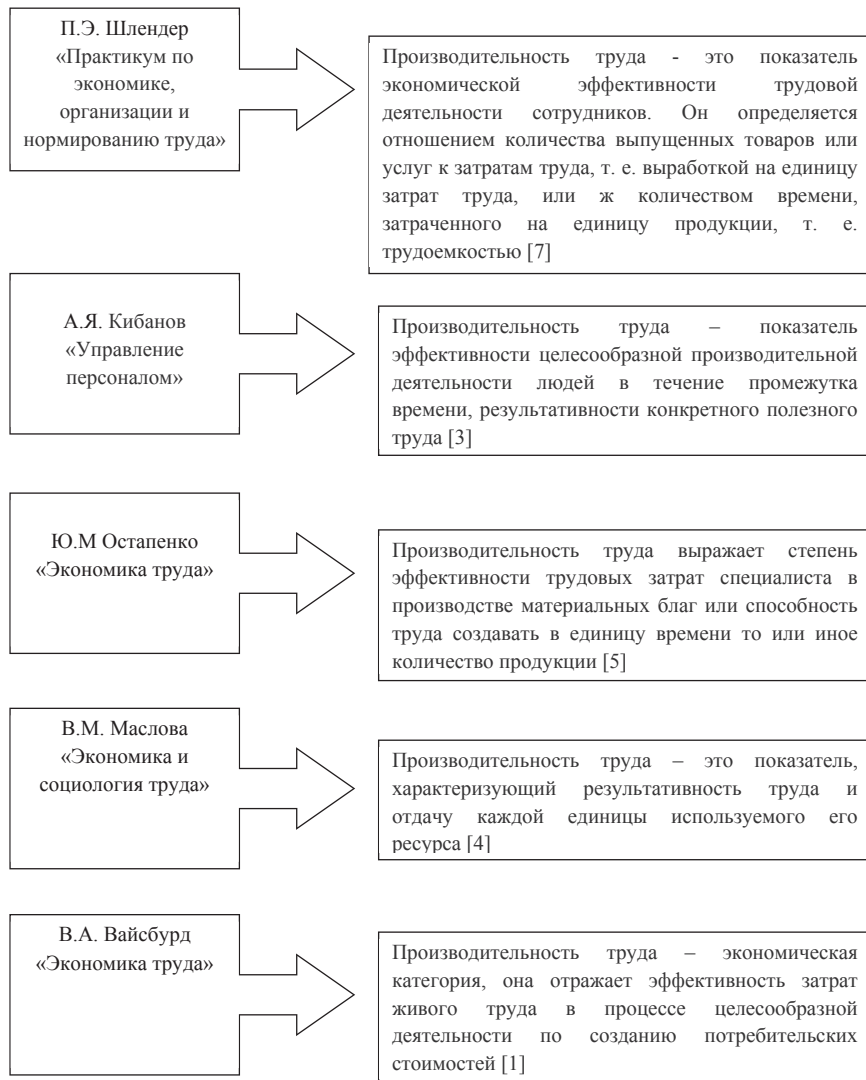 П.Э. Шлендер
«Практикум по
экономике,
организации и
нормированию труда»
Производительность труда - это показатель
экономической эффективности трудовой
деятельности сотрудников. Он определяется
отношением количества выпущенных товаров или
услуг к затратам труда, т. е. выработкой на единицу
затрат труда, или ж количеством времени,
затраченного на единицу продукции, т. е.
трудоемкостью [7]
А.Я. Кибанов
«Управление
персоналом»
Производительность труда – показатель
эффективности целесообразной производительной
деятельности людей в течение промежутка
времени, результативности конкретного полезного
труда [3]
Ю.М Остапенко
«Экономика труда»
Производительность труда выражает степень
эффективности трудовых затрат специалиста в
производстве материальных благ или способность
труда создавать в единицу времени то или иное
количество продукции [5]
В.М. Маслова
«Экономика и
социология труда»
Производительность труда – это показатель,
характеризующий результативность труда и
отдачу каждой единицы используемого его
ресурса [4]
В.А. Вайсбурд
«Экономика труда»
Производительность труда – экономическая
категория, она отражает эффективность затрат
живого труда в процессе целесообразной
деятельности по созданию потребительских
стоимостей [1]